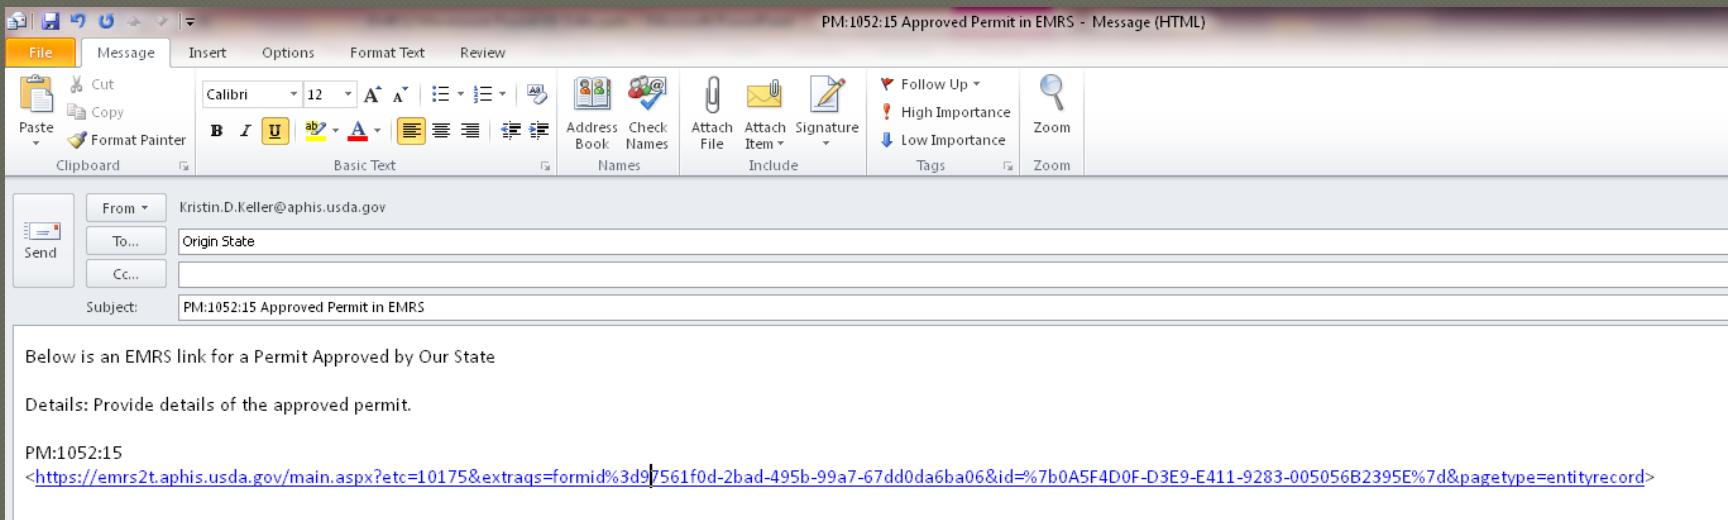 PM:1052:15 Approved Permit in EMRS - Message (HTML)
File Message Insert Options Format Text Review
Paste
Cut
Copy
Format Painter
Clipboard
Calibri 12
B I U
Basic Text
Address Book
Check Names
Names
Attach File
Attach Item
Signature
Include
Follow Up
High Importance
Low Importance
Tags
Zoom
Zoom
Send
From Kristin.D.Keller@aphis.usda.gov
To... Origin State
Cc...
Subject: PM:1052:15 Approved Permit in EMRS
Below is an EMRS link for a Permit Approved by Our State
Details: Provide details of the approved permit.
PM:1052:15
<https://emrs2t.aphis.usda.gov/main.aspx?etc=10175&extraqs=formid%3d97561f0d-2bad-495b-99a7-67dd0da6ba06&id=%7b0A5F4D0F-D3E9-E411-9283-005056B2395E%7d&pagetype=entityrecord>